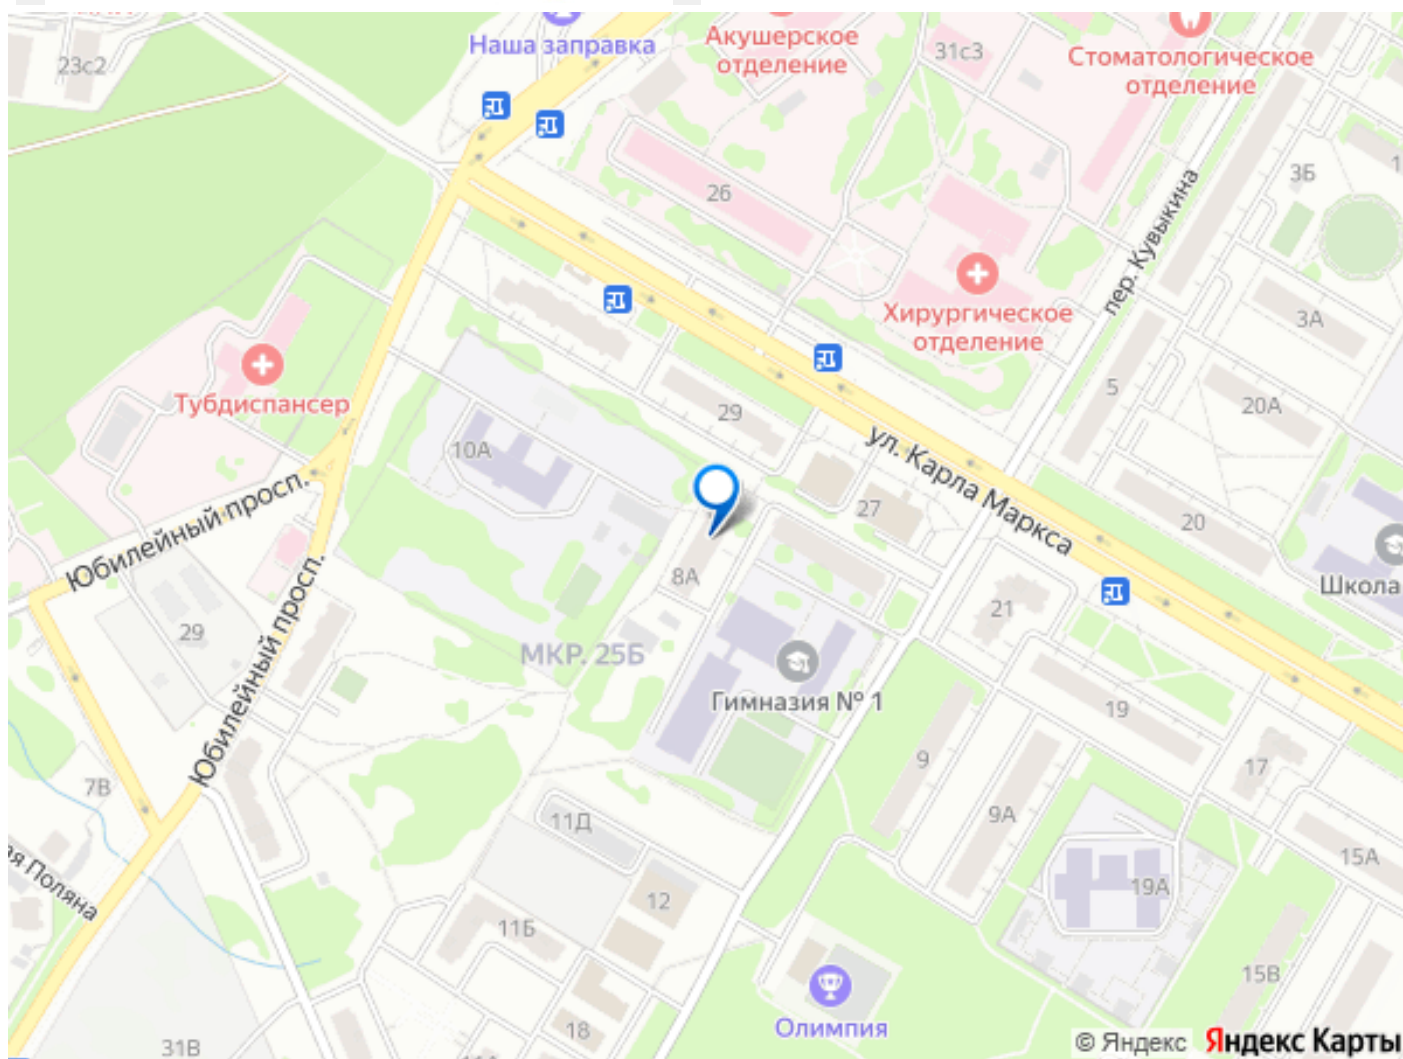 Наша заправка
Акушерское
отделение
31с3
Стоматологическое
отделение
23с2
26
3Б
1
пер. Кувыкина
Хирургическое
отделение
3А
Тубдиспансер
29
5
20А
10А
ул. Карла Маркса
27
20
Юбилейный просп.
8А
Школа
21
29
МКР. 25Б
Юбилейный просп.
Гимназия № 1
19
9
17
7В
11Д
9А
15А
ая Поляна
12
19А
11Б
15В
18
Олимпия
31В
© Яндекс Яндекс Карты